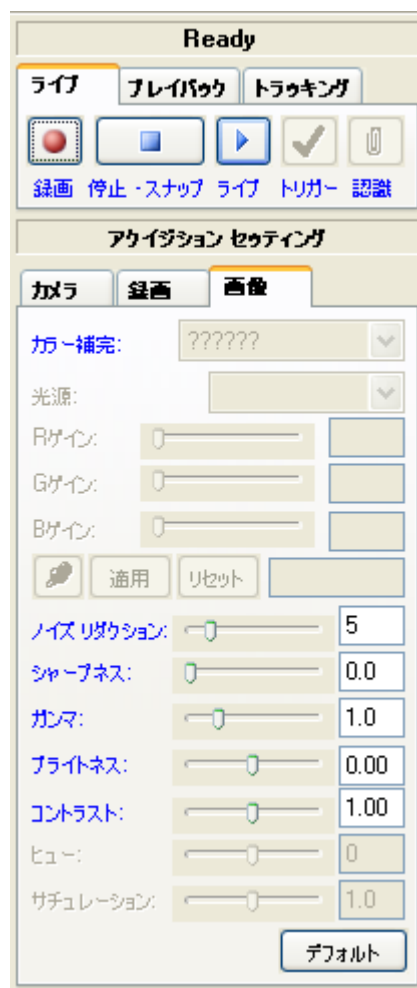 Ready
ライブ プレイバック トラッキング
録画 停止・スナップ ライブ トリガー 認識
アクイジション セッティング
カメラ 録画 画像
カラー補完: ??????
光源:
Rゲイン:
Gゲイン:
Bゲイン:
適用 リセット
ノイズ リダクション: 5
シャープネス: 0.0
ガンマ: 1.0
ブライトネス: 0.00
コントラスト: 1.00
ヒュー: 0
サチュレーション: 1.0
デフォルト